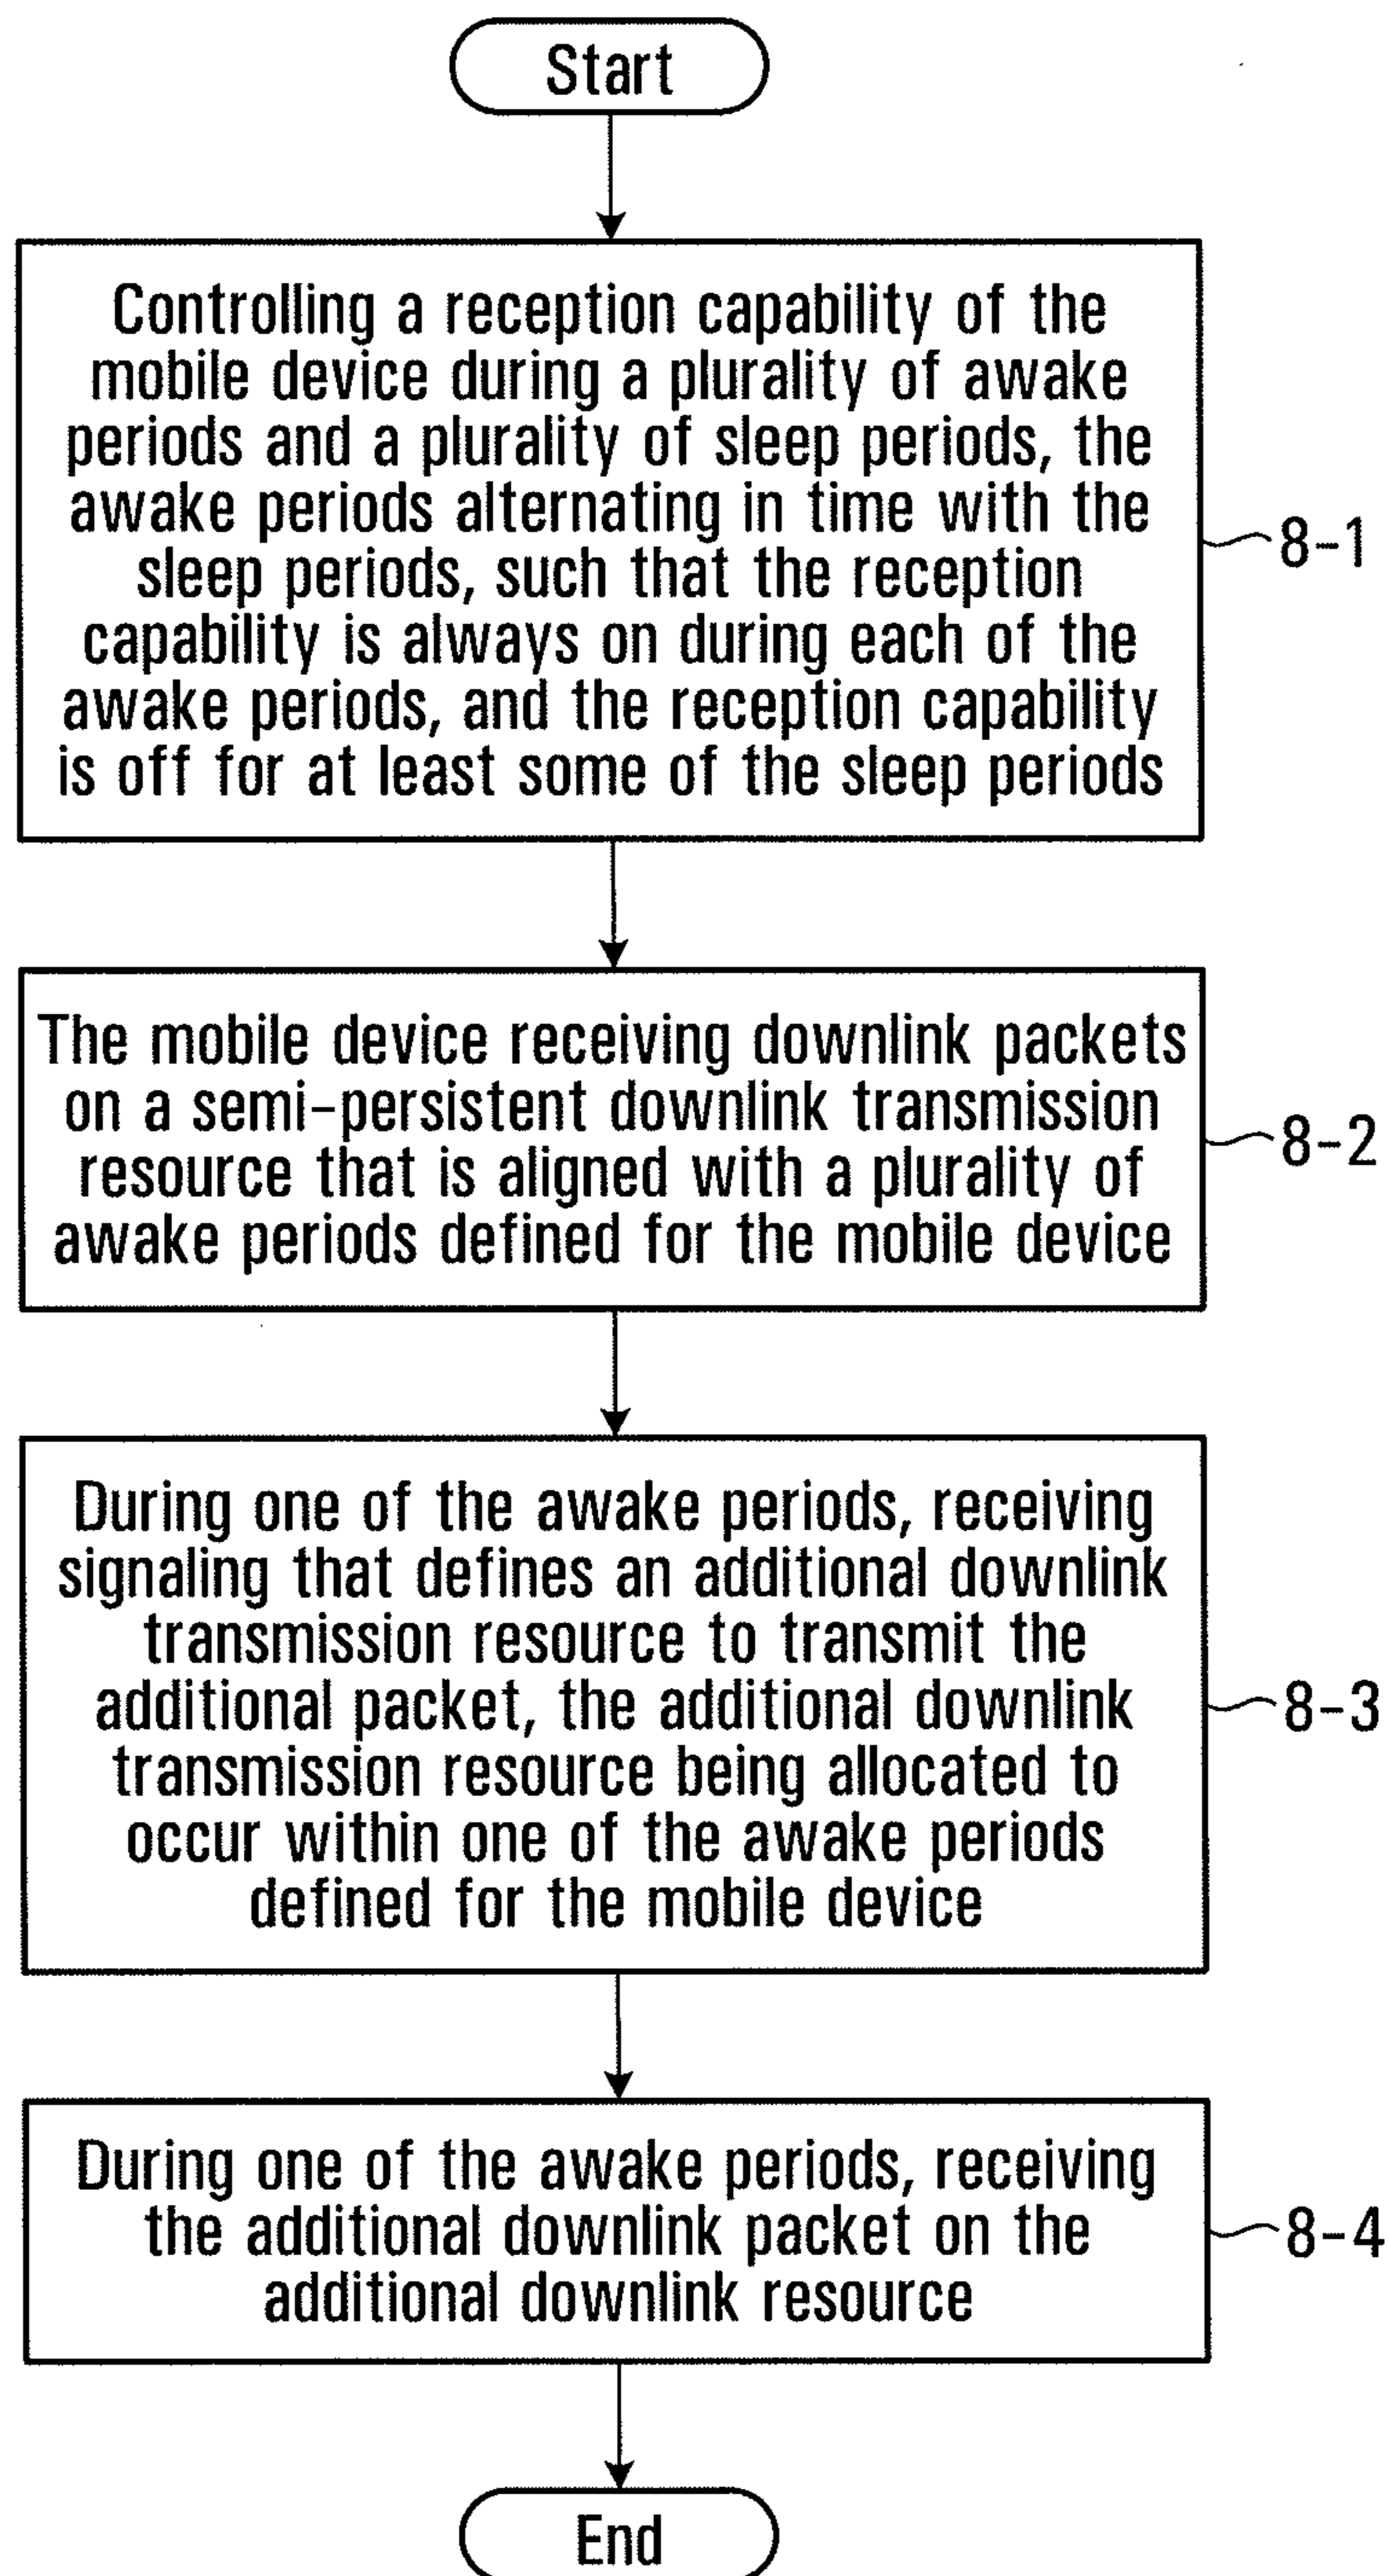 Start
Controlling a reception capability of the
mobile device during a plurality of awake
periods and a plurality of sleep periods, the
awake periods alternating in time with the
sleep periods, such that the reception
capability is always on during each of the
awake periods, and the reception capability
is off for at least some of the sleep periods
8-1
The mobile device receiving downlink packets
on a semi-persistent downlink transmission
resource that is aligned with a plurality of
awake periods defined for the mobile device
8-2
During one of the awake periods, receiving
signaling that defines an additional downlink
transmission resource to transmit the
additional packet, the additional downlink
transmission resource being allocated to
occur within one of the awake periods
defined for the mobile device
8-3
During one of the awake periods, receiving
the additional downlink packet on the
additional downlink resource
8-4
End